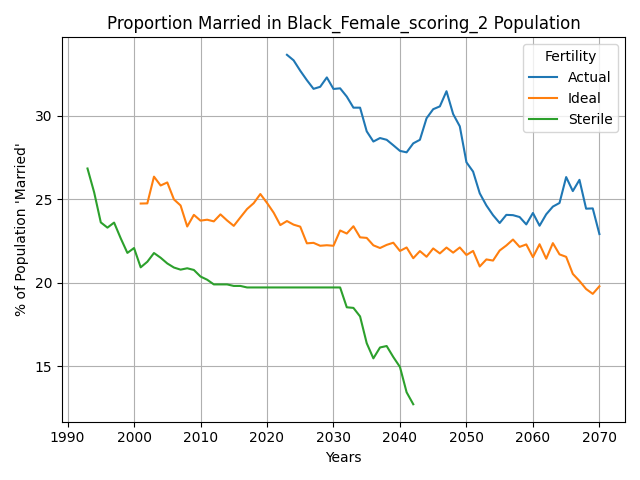 Proportion Married in Black_Female_scoring_2 Population
% of Population 'Married'
30
25
20
15
Fertility
Actual
Ideal
Sterile
1990 2000 2010 2020 2030 2040 2050 2060 2070
Years